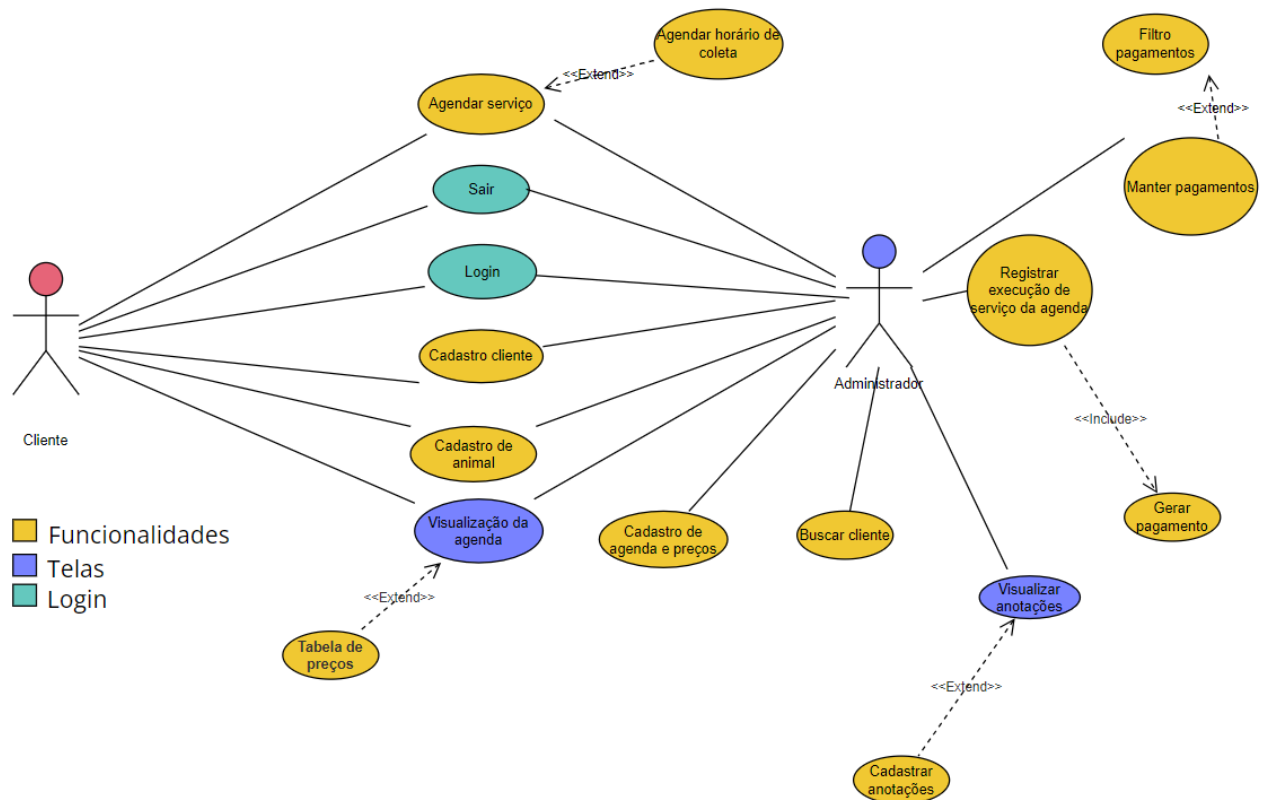 Agendar horário de
coleta
Filtro
pagamentos
<<Extend>>
Agendar serviço
<<Extend>>
Sair
Manter pagamentos
Login
Registrar
execução de
serviço da agenda
Cadastro cliente
Administrador
Cliente
<<Include>>
Cadastro de
animal
Visualização da
agenda
Cadastro de
agenda e preços
Buscar cliente
Gerar
pagamento
Funcionalidades
Telas
Login
<<Extend>>
Visualizar
anotações
Tabela de
preços
<<Extend>>
Cadastrar
anotações